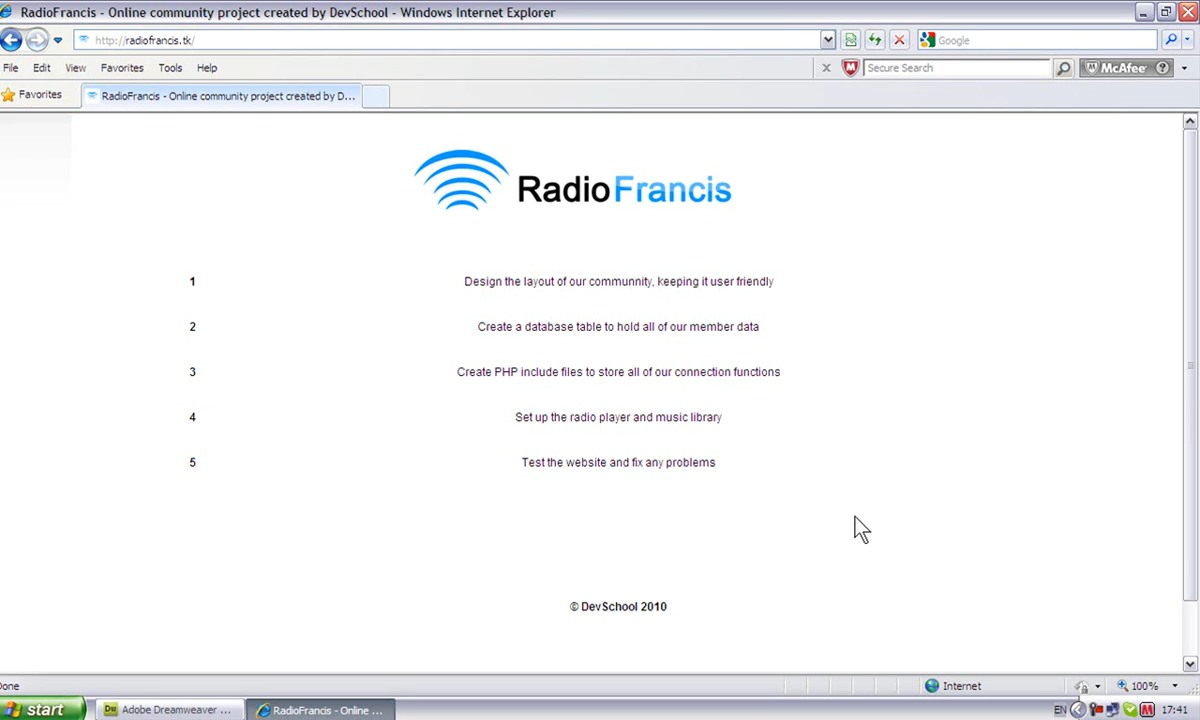 RadioFrancis - Online community project created by DevSchool - Windows Internet Explorer
http://radiofrancis.tk/
Google
File Edit View Favorites Tools Help
Secure Search
McAfee
Favorites
RadioFrancis - Online community project created by D...
RadioFrancis
1 Design the layout of our communnity, keeping it user friendly
2 Create a database table to hold all of our member data
3 Create PHP include files to store all of our connection functions
4 Set up the radio player and music library
5 Test the website and fix any problems
© DevSchool 2010
Done
Internet
100%
start
Dw Adobe Dreamweaver ...
RadioFrancis - Online ...
EN
17:41